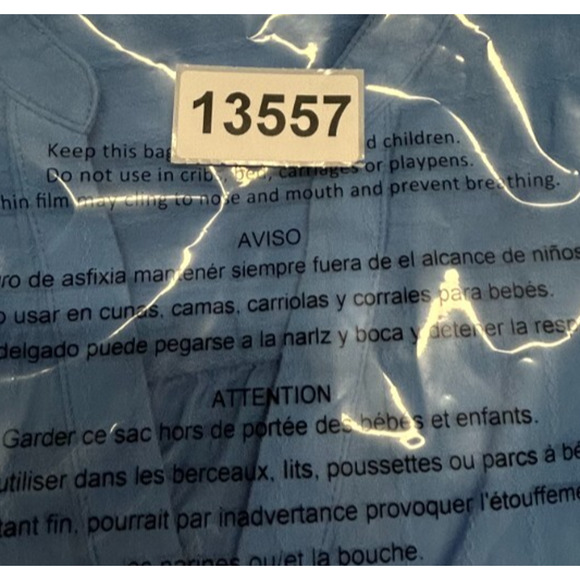 13557
Keep this bag d children.
Do not use in cribs, bed, carriages or playpens.
hin film may cling to nose and mouth and prevent breathing.
AVISO
ro de asfixia mantenér siempre fuera de el alcance de niños
o usar en cunas, camas, carriolas y corrales para bebés.
delgado puede pegarse a la nariz y boca y detener la resp
ATTENTION
Garder ce sac hors de portée des bébés et enfants.
utiliser dans les berceaux, lits, poussettes ou parcs à bé
tant fin, pourrait par inadvertance provoquer l'étouffeme
narines ou/et la bouche.